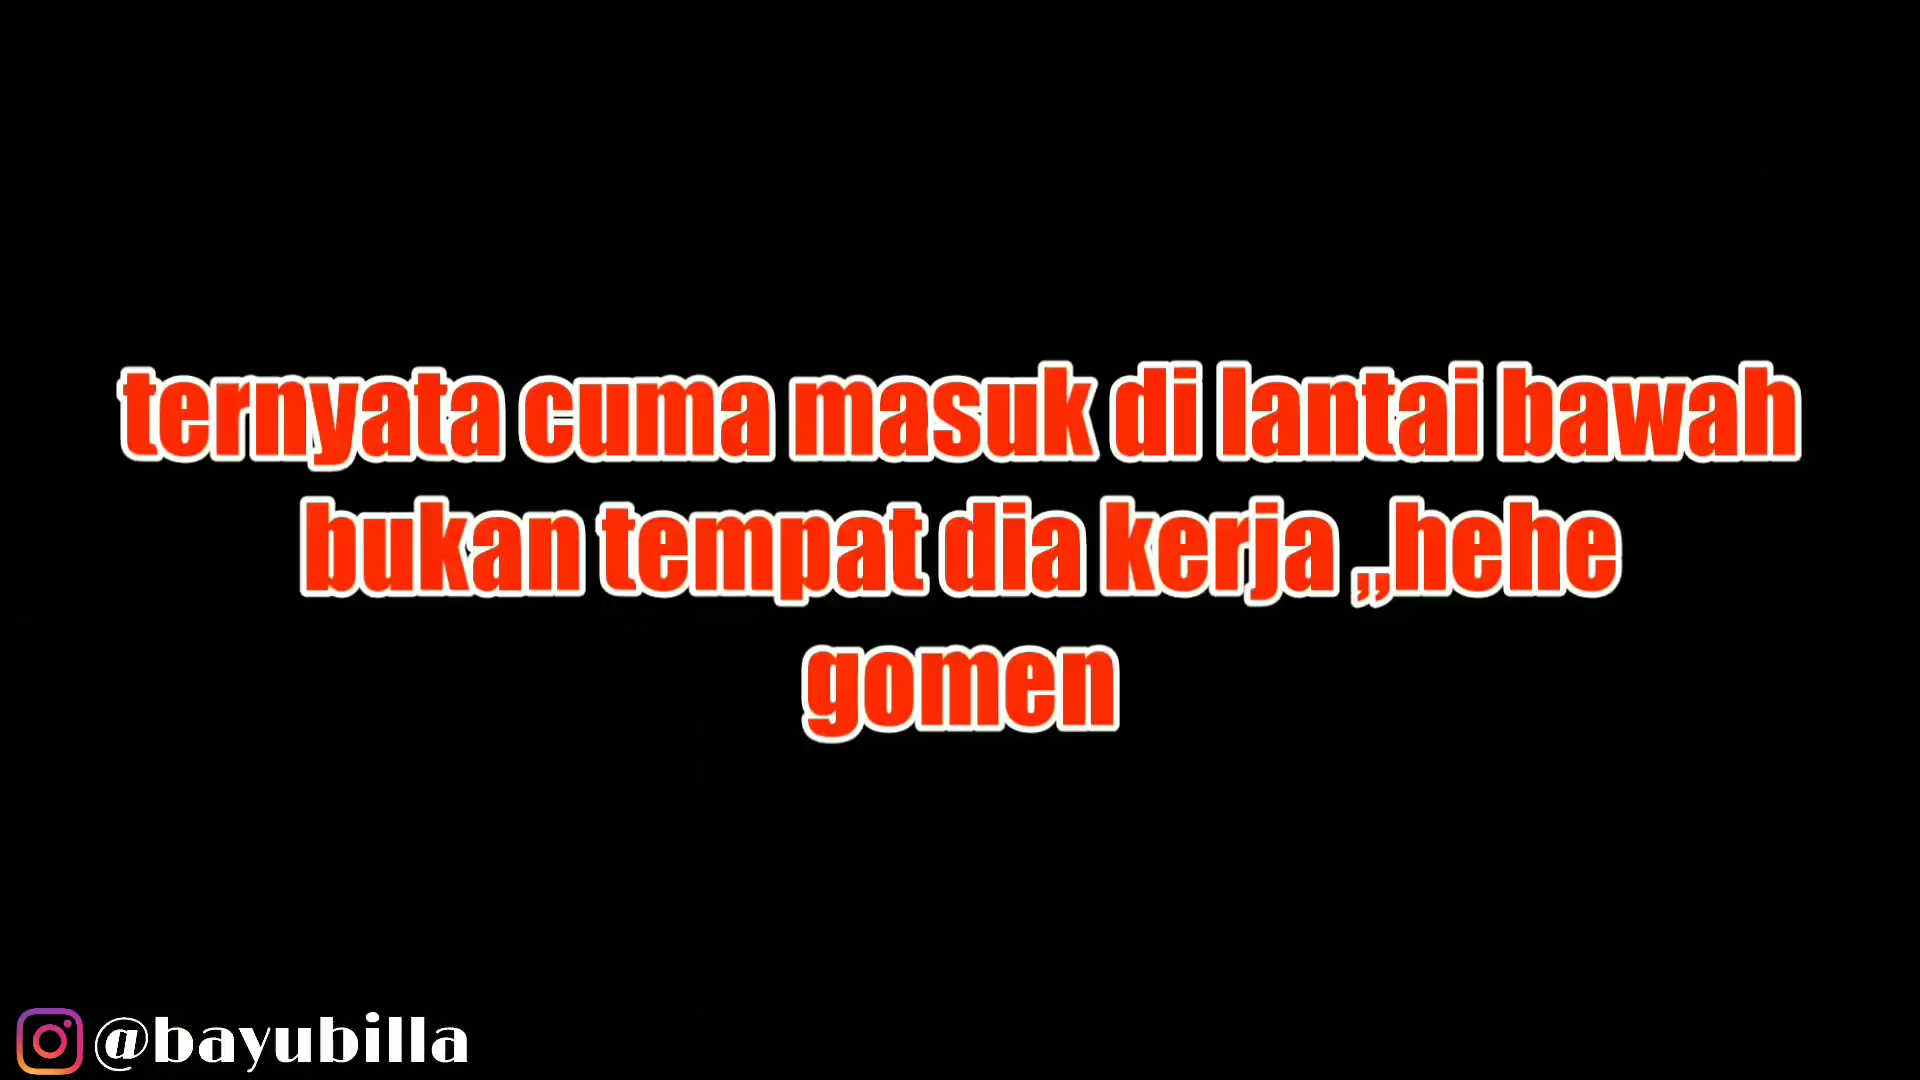 ternyata cuma masuk di lantai bawah
bukan tempat dia kerja ,,hehe
gomen
@bayubilla